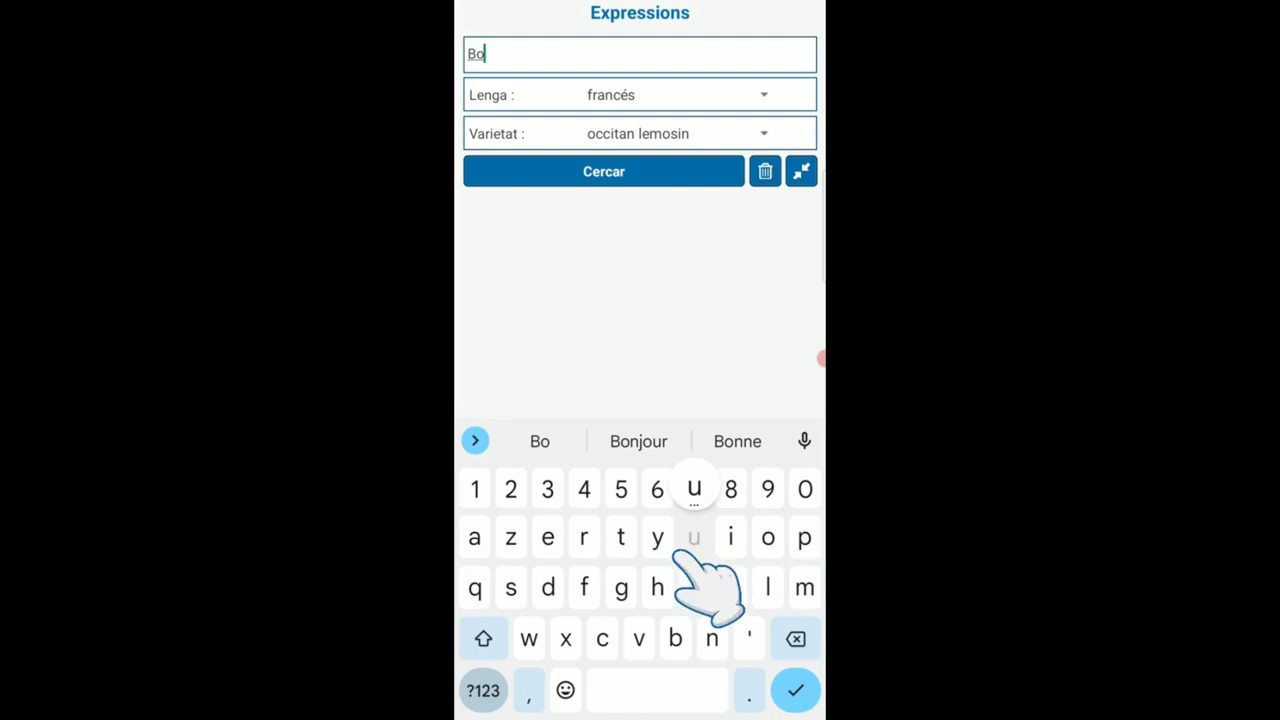 Expressions
Bo
Lenga : francés
Varietat : occitan lemosin
Cercar
Bo Bonjour Bonne
1 2 3 4 5 6 u 8 9 0
a z e r t y u i o p
q s d f g h l m
w x c v b n '
?123 , .